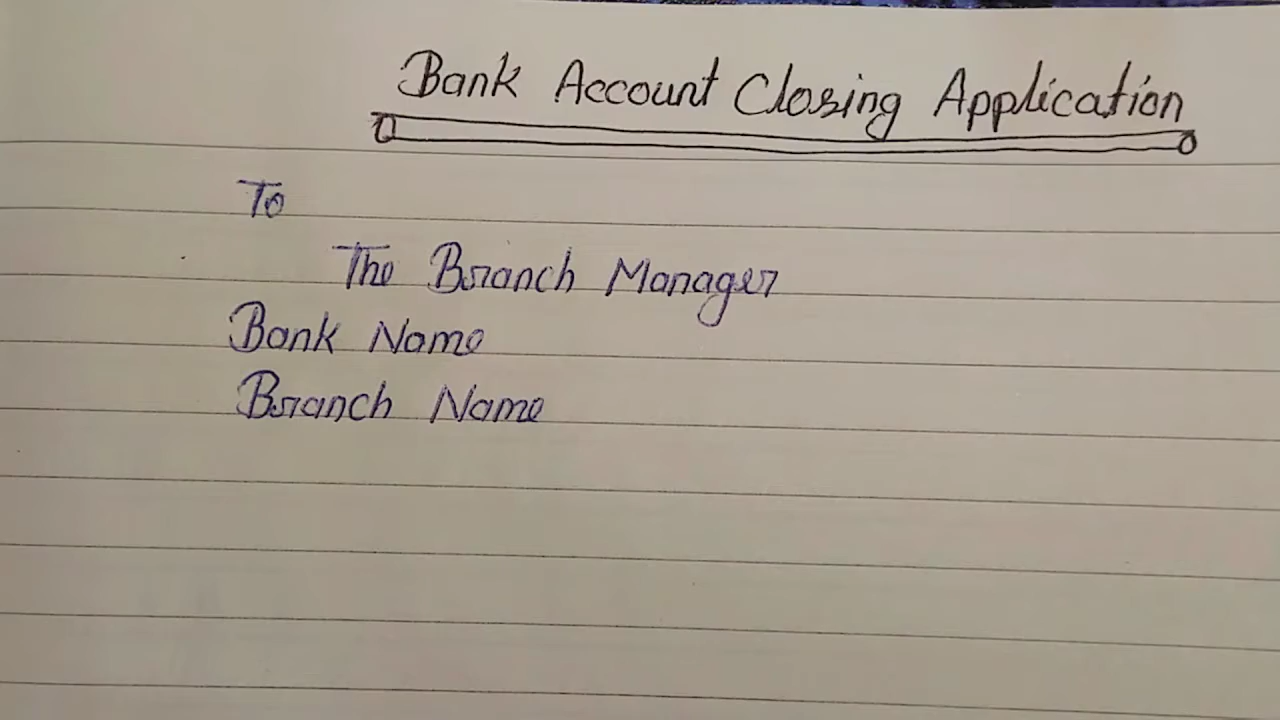 Bank Account Closing Application
To
The Branch Manager
Bank Name
Branch Name